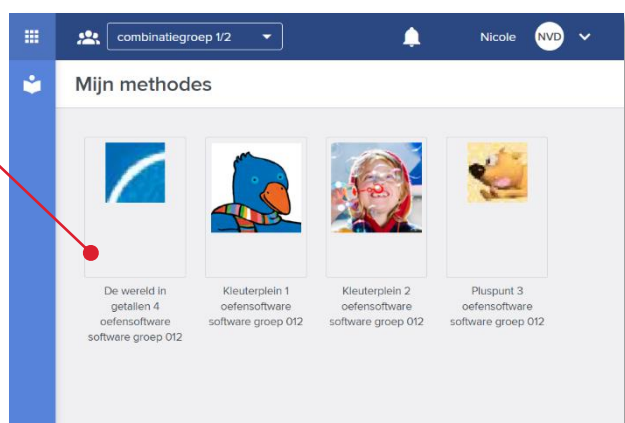 combinatiegroep 1/2
Nicole
NVD
Mijn methodes
De wereld in
getallen 4
oefensoftware
software groep 012
Kleuterplein 1
oefensoftware
software groep 012
Kleuterplein 2
oefensoftware
software groep 012
Pluspunt 3
oefensoftware
software groep 012